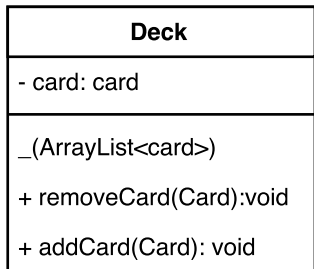 Deck
- card: card
_(ArrayList<card>)
+ removeCard(Card):void
+ addCard(Card): void